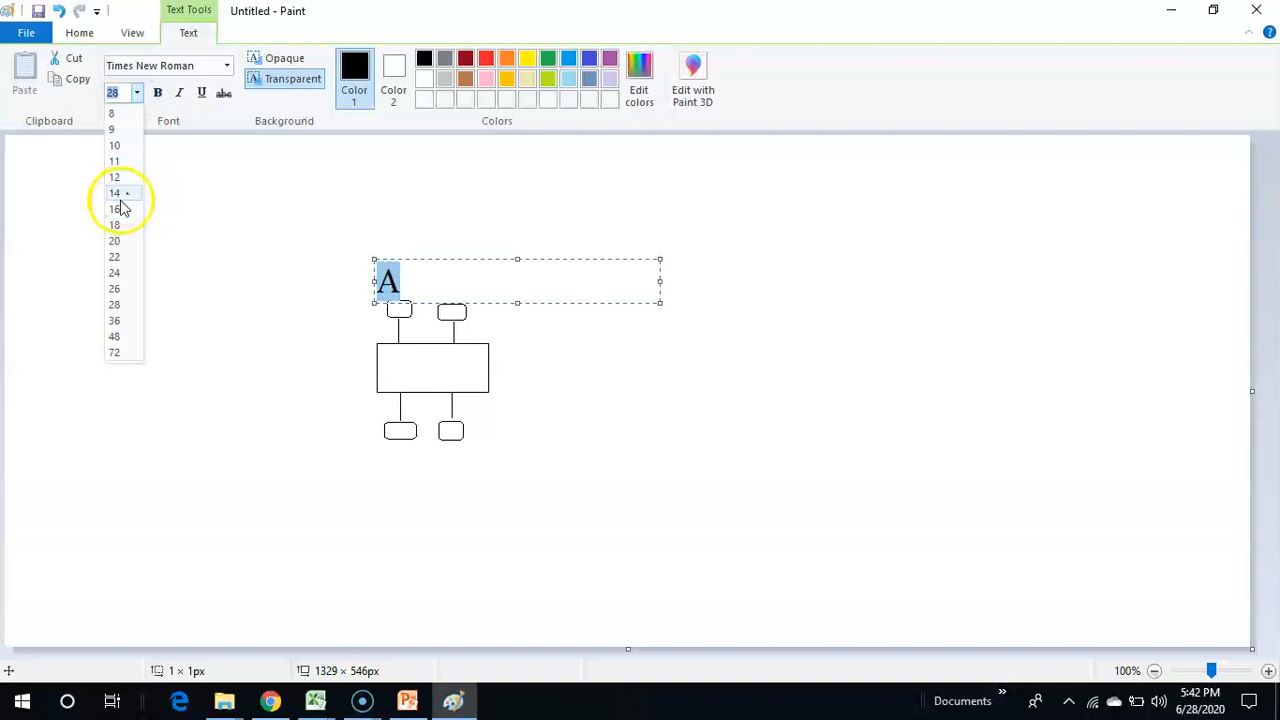 Text Tools
Untitled - Paint
File
Home
View
Text
Paste
Cut
Copy
Clipboard
Times New Roman
28
B I U abc
Font
8
9
10
11
12
14
16
18
20
22
24
26
28
36
48
72
Opaque
Transparent
Background
Color 1
Color 2
Edit colors
Colors
Edit with Paint 3D
A
1 × 1px
1329 × 546px
100%
Documents
5:42 PM
6/28/2020